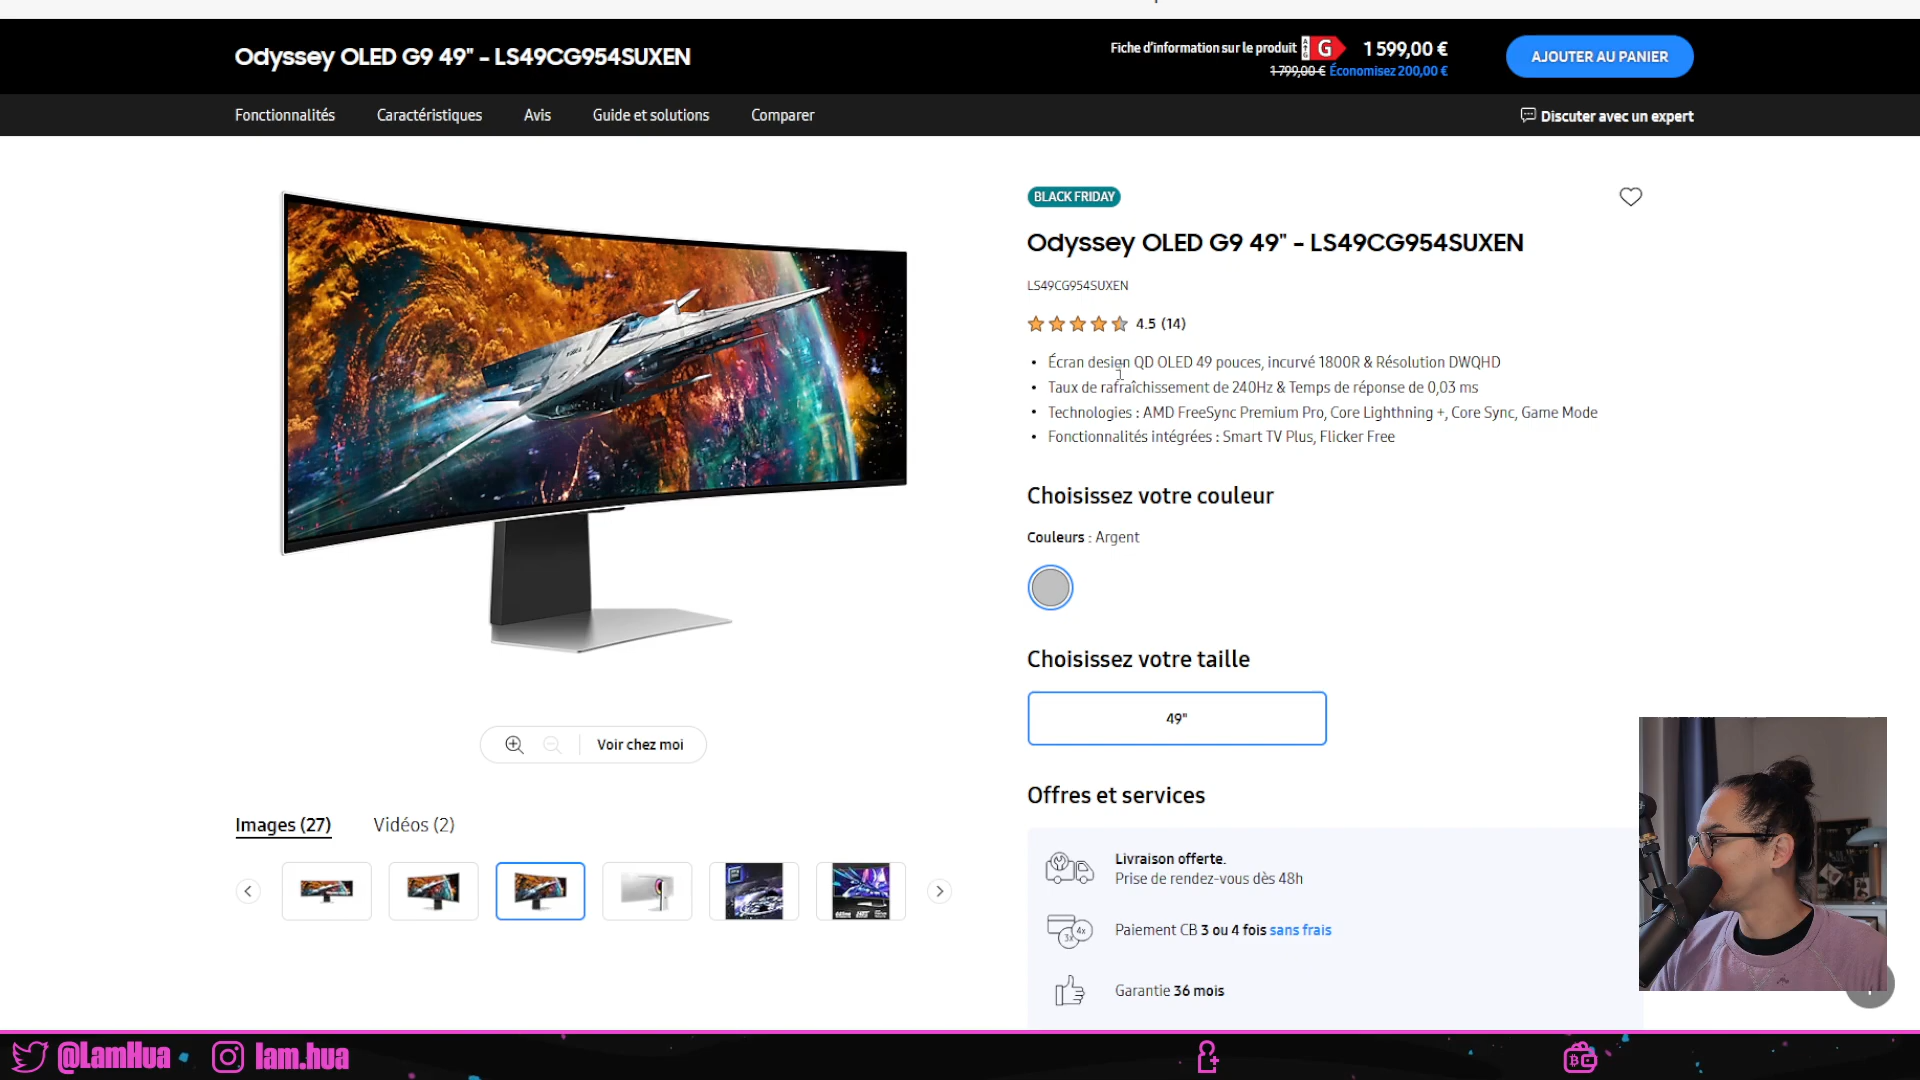 Odyssey OLED G9 49" - LS49CG954SUXEN
Fiche d'information sur le produit
G
1 599,00 €
1 799,00 € Économisez 200,00 €
AJOUTER AU PANIER
Fonctionnalités
Caractéristiques
Avis
Guide et solutions
Comparer
Discuter avec un expert
BLACK FRIDAY
Odyssey OLED G9 49" - LS49CG954SUXEN
LS49CG954SUXEN
4.5 (14)
• Écran design QD OLED 49 pouces, incurvé 1800R & Résolution DWQHD
• Taux de rafraîchissement de 240Hz & Temps de réponse de 0,03 ms
• Technologies : AMD FreeSync Premium Pro, Core Lighthning +, Core Sync, Game Mode
• Fonctionnalités intégrées : Smart TV Plus, Flicker Free
Choisissez votre couleur
Couleurs : Argent
Choisissez votre taille
49"
Voir chez moi
Offres et services
Images (27)
Vidéos (2)
Livraison offerte.
Prise de rendez-vous dès 48h
3x 4x
Paiement CB 3 ou 4 fois sans frais
Garantie 36 mois
@LamHua
lam.hua